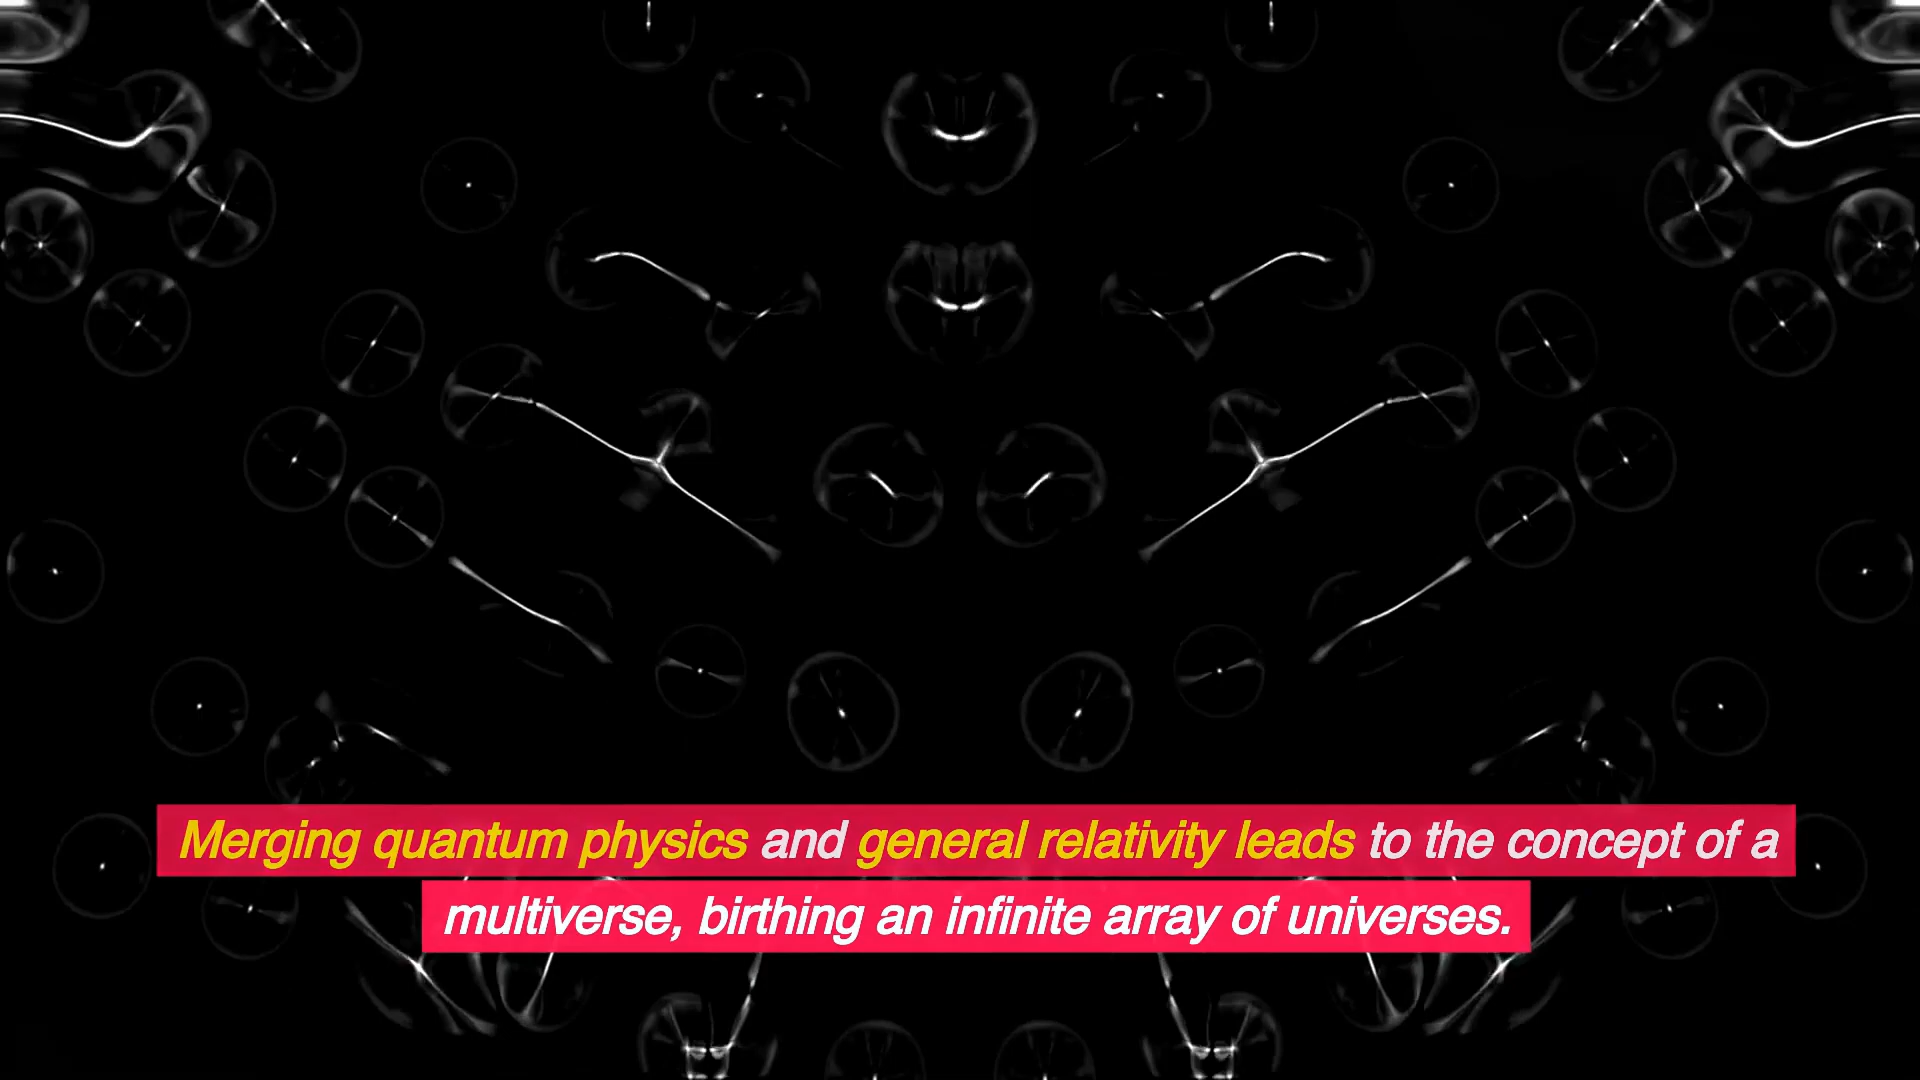 Merging quantum physics and general relativity leads to the concept of a
multiverse, birthing an infinite array of universes.